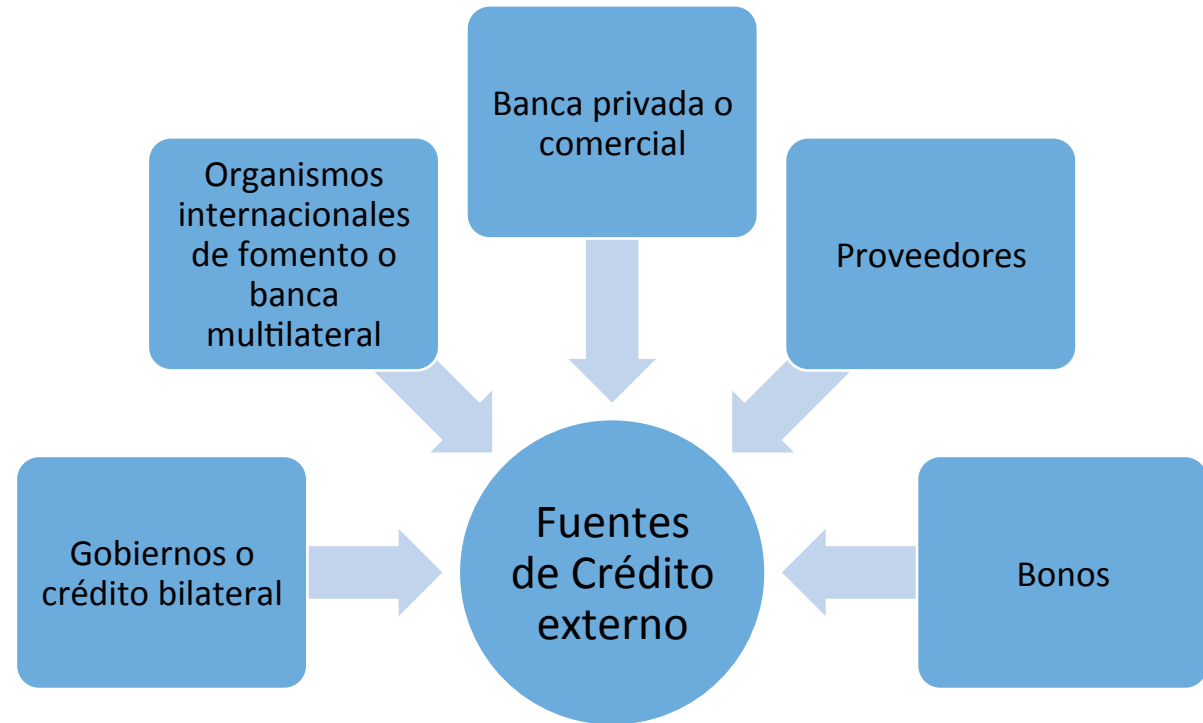 Banca privada o
comercial
Organismos
internacionales
de fomento o
banca
multilateral
Proveedores
Gobiernos o
crédito bilateral
Fuentes
de Crédito
externo
Bonos